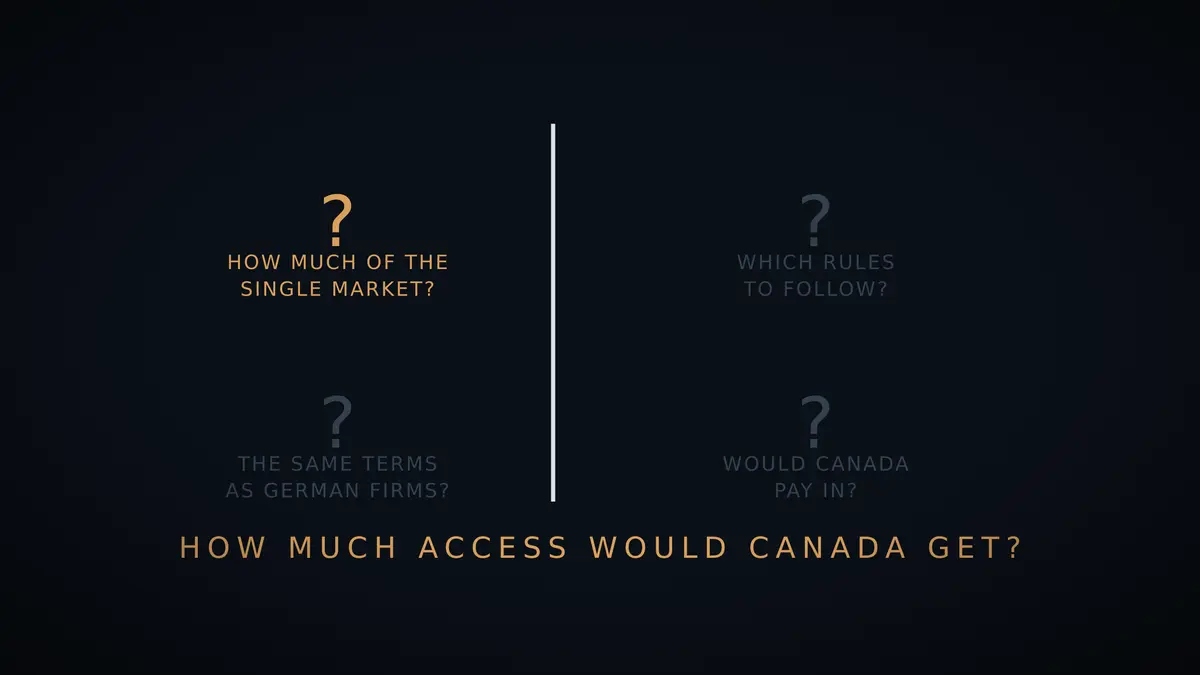 ?
HOW MUCH OF THE
SINGLE MARKET?
?
WHICH RULES
TO FOLLOW?
?
THE SAME TERMS
AS GERMAN FIRMS?
?
WOULD CANADA
PAY IN?
HOW MUCH ACCESS WOULD CANADA GET?